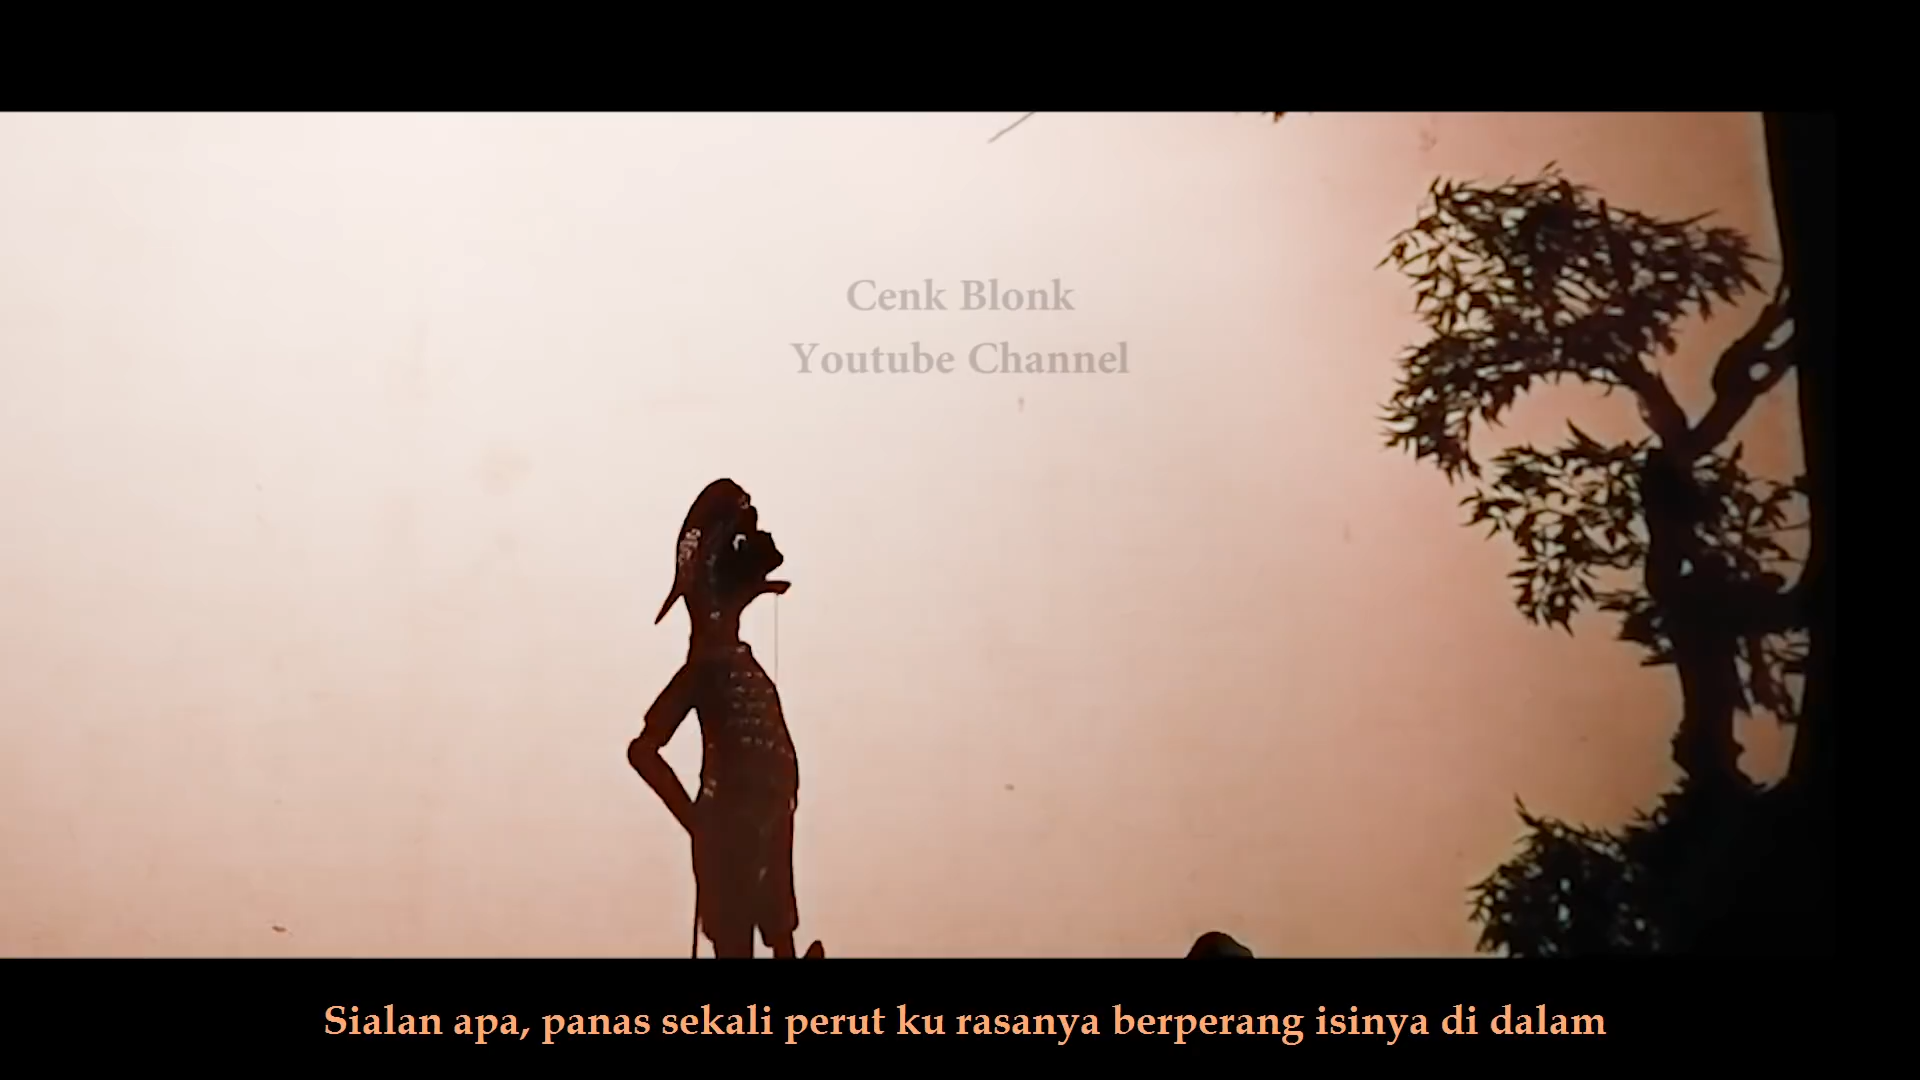 Cenk Blonk
Youtube Channel
Sialan apa, panas sekali perut ku rasanya berperang isinya di dalam